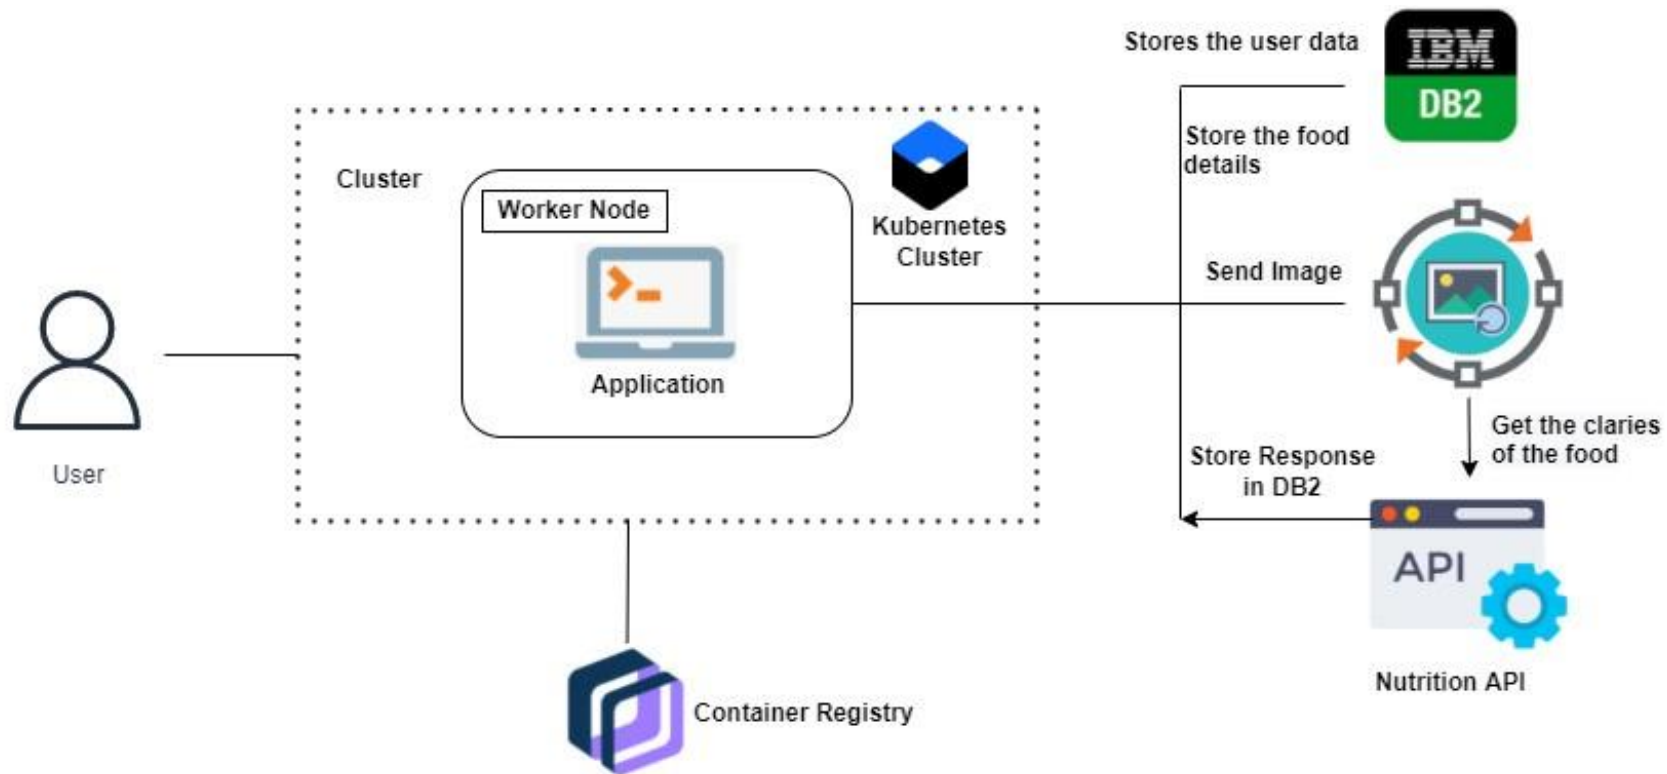 Stores the user data
IBM
DB2
Store the food
details
Cluster
Worker Node
Kubernetes
Cluster
Send Image
Application
User
Get the claries
of the food
Store Response
in DB2
API
Nutrition API
Container Registry